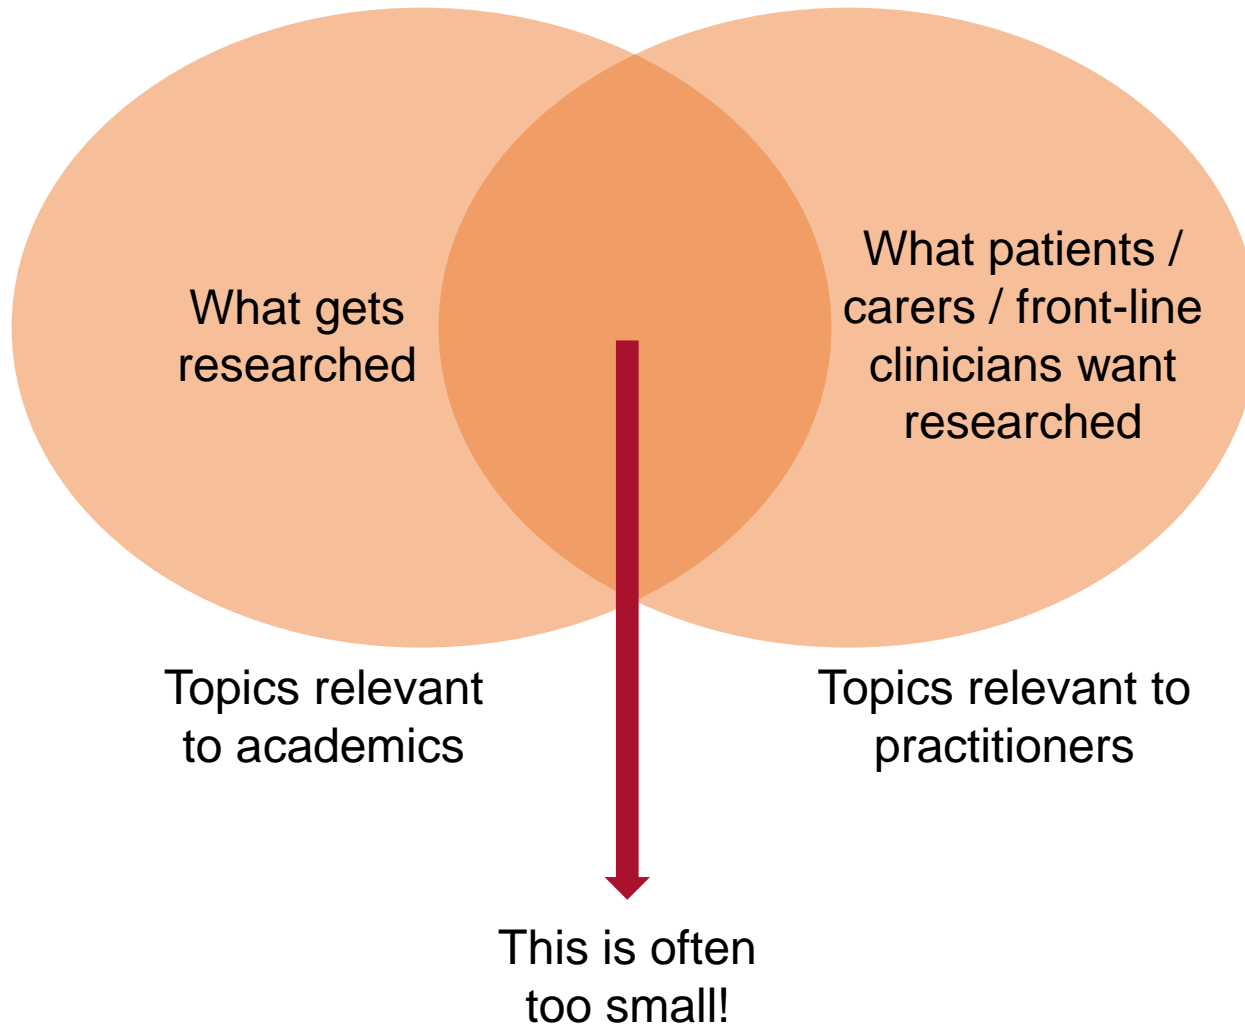 What gets
researched
What patients /
carers / front-line
clinicians want
researched
Topics relevant
to academics
Topics relevant to
practitioners
This is often
too small!